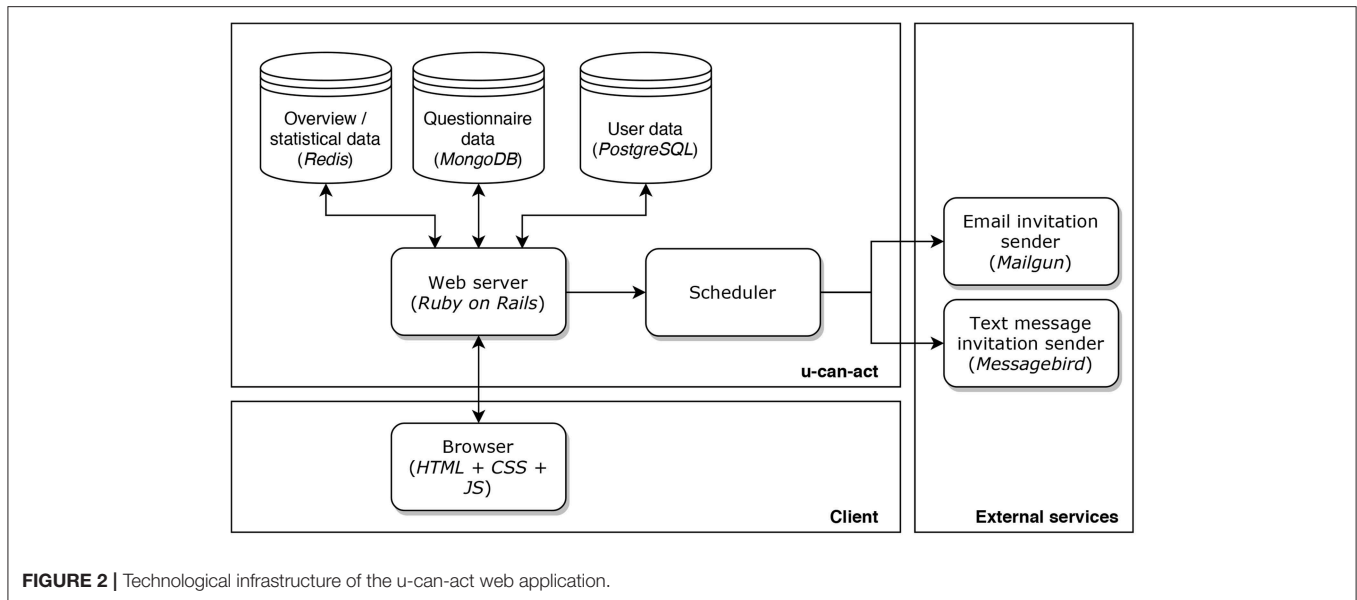 Overview /
statistical data
(Redis)
Questionnaire
data
(MongoDB)
User data
(PostgreSQL)
Web server
(Ruby on Rails)
Scheduler
u-can-act
Email invitation
sender
(Mailgun)
Text message
invitation sender
(Messagebird)
External services
Browser
(HTML + CSS +
JS)
Client
FIGURE 2 | Technological infrastructure of the u-can-act web application.